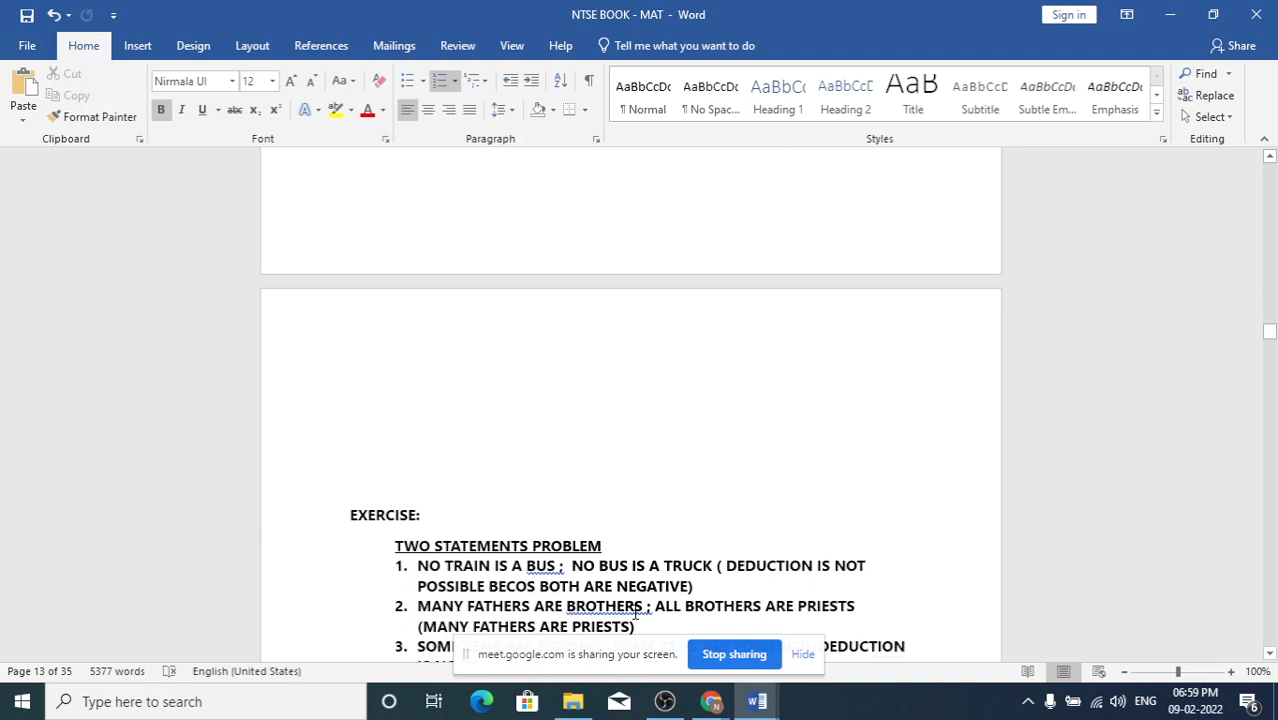 NTSE BOOK - MAT - Word
Sign in
File Home Insert Design Layout References Mailings Review View Help Tell me what you want to do Share
Paste
Cut
Copy
Format Painter
Clipboard
Nirmala UI 12
Font
Paragraph
AaBbCcDc AaBbCcDc AaBbCc AaBbCcC AaB AaBbCcD AaBbCcDc AaBbCcDc
¶ Normal ¶ No Spac... Heading 1 Heading 2 Title Subtitle Subtle Em... Emphasis
Styles
Find
Replace
Select
Editing
EXERCISE:
TWO STATEMENTS PROBLEM
1. NO TRAIN IS A BUS ; NO BUS IS A TRUCK ( DEDUCTION IS NOT
POSSIBLE BECOS BOTH ARE NEGATIVE)
2. MANY FATHERS ARE BROTHERS ; ALL BROTHERS ARE PRIESTS
(MANY FATHERS ARE PRIESTS)
3. SOM DEDUCTION
meet.google.com is sharing your screen. Stop sharing Hide
Page 13 of 35 5377 words English (United States) 100%
Type here to search
ENG
06:59 PM
09-02-2022
6